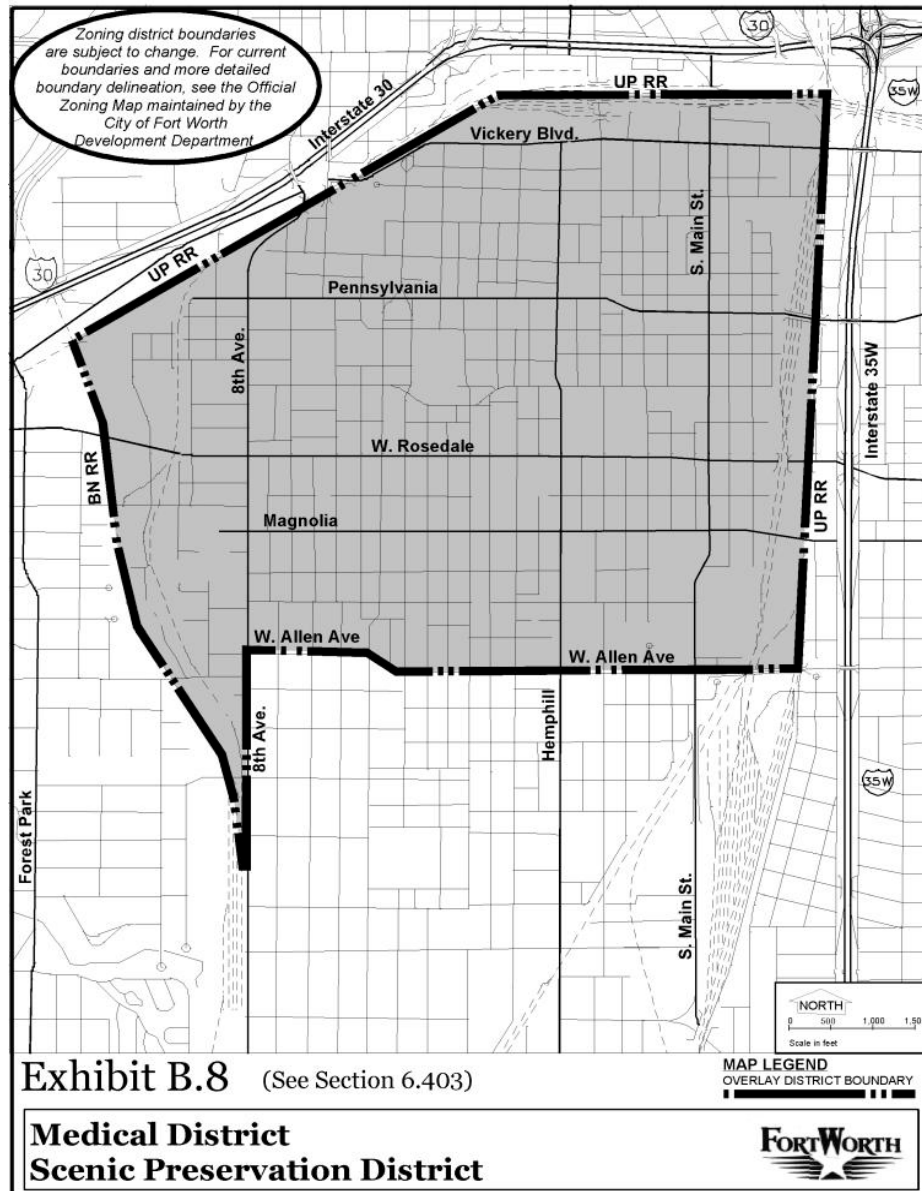 Zoning district boundaries
are subject to change. For current
boundaries and more detailed
boundary delineation, see the Official
Zoning Map maintained by the
City of Fort Worth
Development Department
30
35W
Interstate 30
UP RR
Vickery Blvd.
S. Main St.
30
UP RR
Pennsylvania
8th Ave.
Interstate 35W
W. Rosedale
BN RR
UP RR
Magnolia
W. Allen Ave
W. Allen Ave
8th Ave.
Hemphill
35W
Forest Park
S. Main St.
NORTH
0 500 1,000 1,50
Scale in feet
Exhibit B.8 (See Section 6.403)
MAP LEGEND
OVERLAY DISTRICT BOUNDARY
Medical District
Scenic Preservation District
FORT WORTH